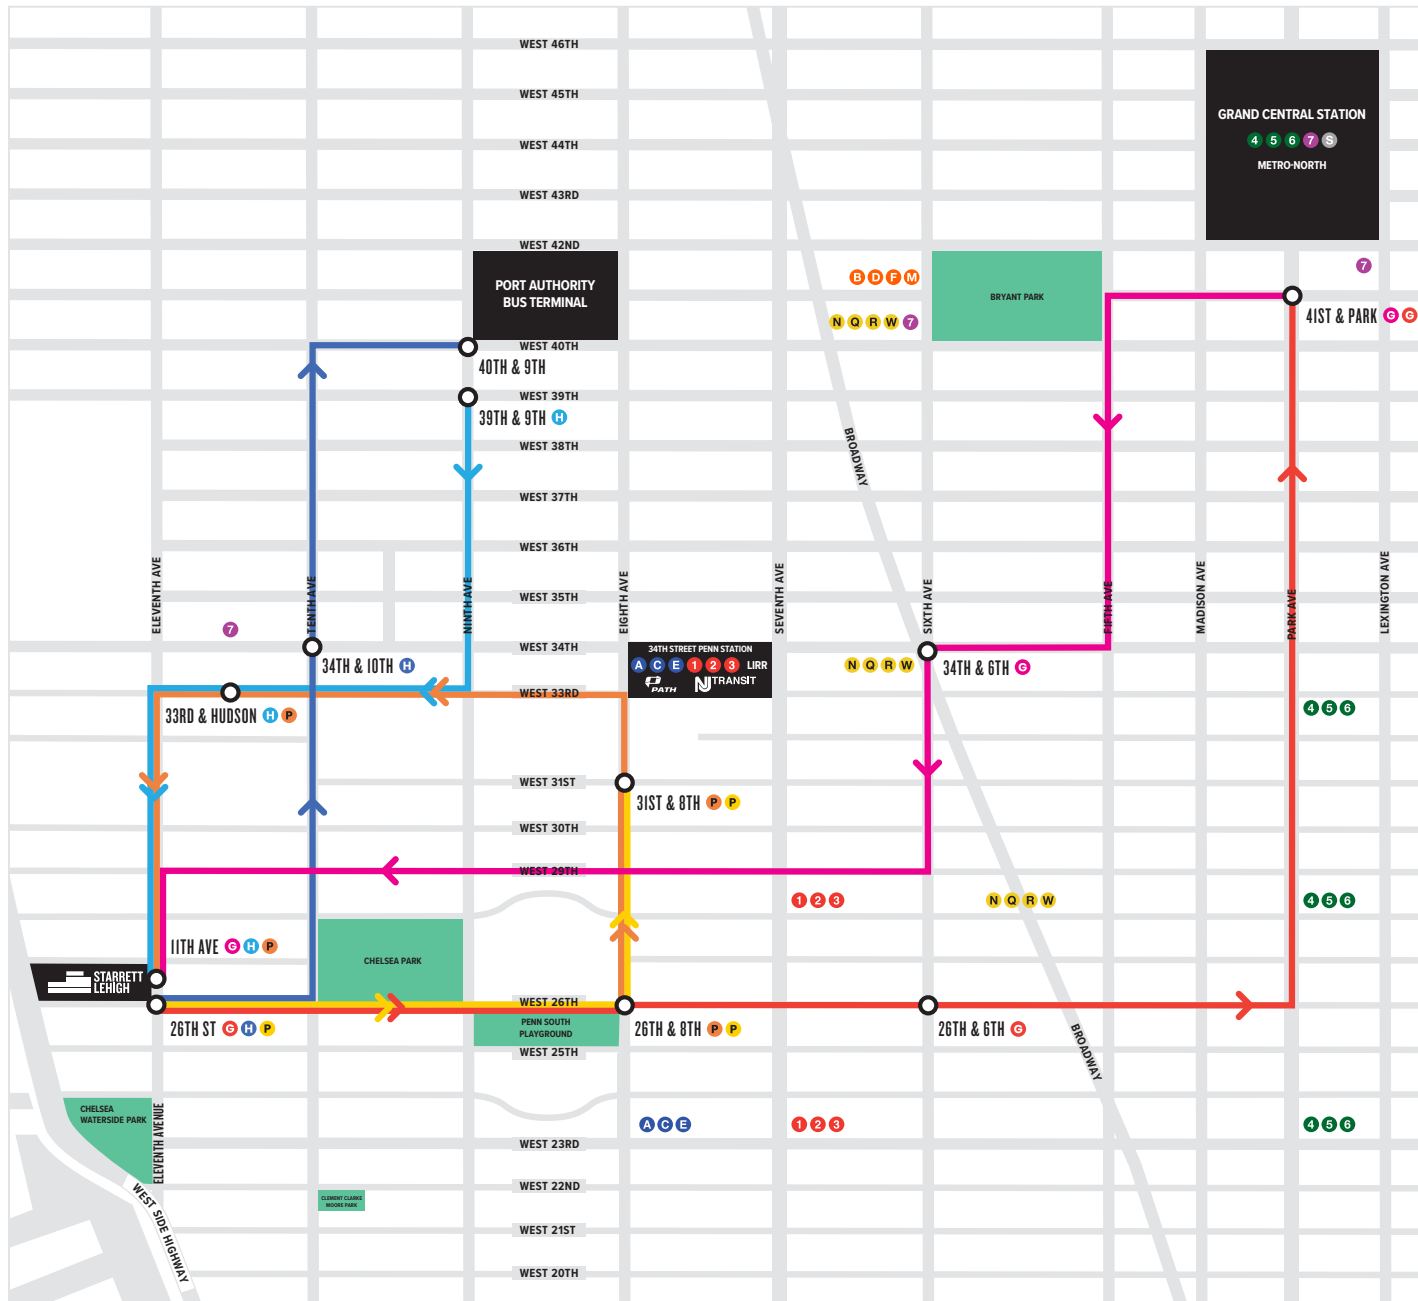 WEST 46TH
WEST 45TH
WEST 44TH
WEST 43RD
WEST 42ND
GRAND CENTRAL STATION
4 5 6 7 S
METRO-NORTH
PORT AUTHORITY
BUS TERMINAL
B D F M
N Q R W 7
BRYANT PARK
7
41ST & PARK G G
WEST 40TH
40TH & 9TH
WEST 39TH
39TH & 9TH H
WEST 38TH
BROADWAY
WEST 37TH
WEST 36TH
WEST 35TH
ELEVENTH AVE
TENTH AVE
NINTH AVE
EIGHTH AVE
SEVENTH AVE
SIXTH AVE
FIFTH AVE
MADISON AVE
PARK AVE
LEXINGTON AVE
7
WEST 34TH
34TH & 10TH H
34TH STREET PENN STATION
A C E 1 2 3 LIRR
PATH NJ TRANSIT
N Q R W
34TH & 6TH G
WEST 33RD
33RD & HUDSON H P
4 5 6
WEST 31ST
31ST & 8TH P P
WEST 30TH
WEST 29TH
1 2 3
N Q R W
4 5 6
11TH AVE G H P
CHELSEA PARK
STARRETT
LEHIGH
WEST 26TH
26TH ST G H P
PENN SOUTH
PLAYGROUND
26TH & 8TH P P
26TH & 6TH G
WEST 25TH
BROADWAY
CHELSEA
WATERSIDE PARK
ELEVENTH AVENUE
A C E
1 2 3
4 5 6
WEST 23RD
WEST 22ND
CLEMENT CLARKE
MOORE PARK
WEST SIDE HIGHWAY
WEST 21ST
WEST 20TH